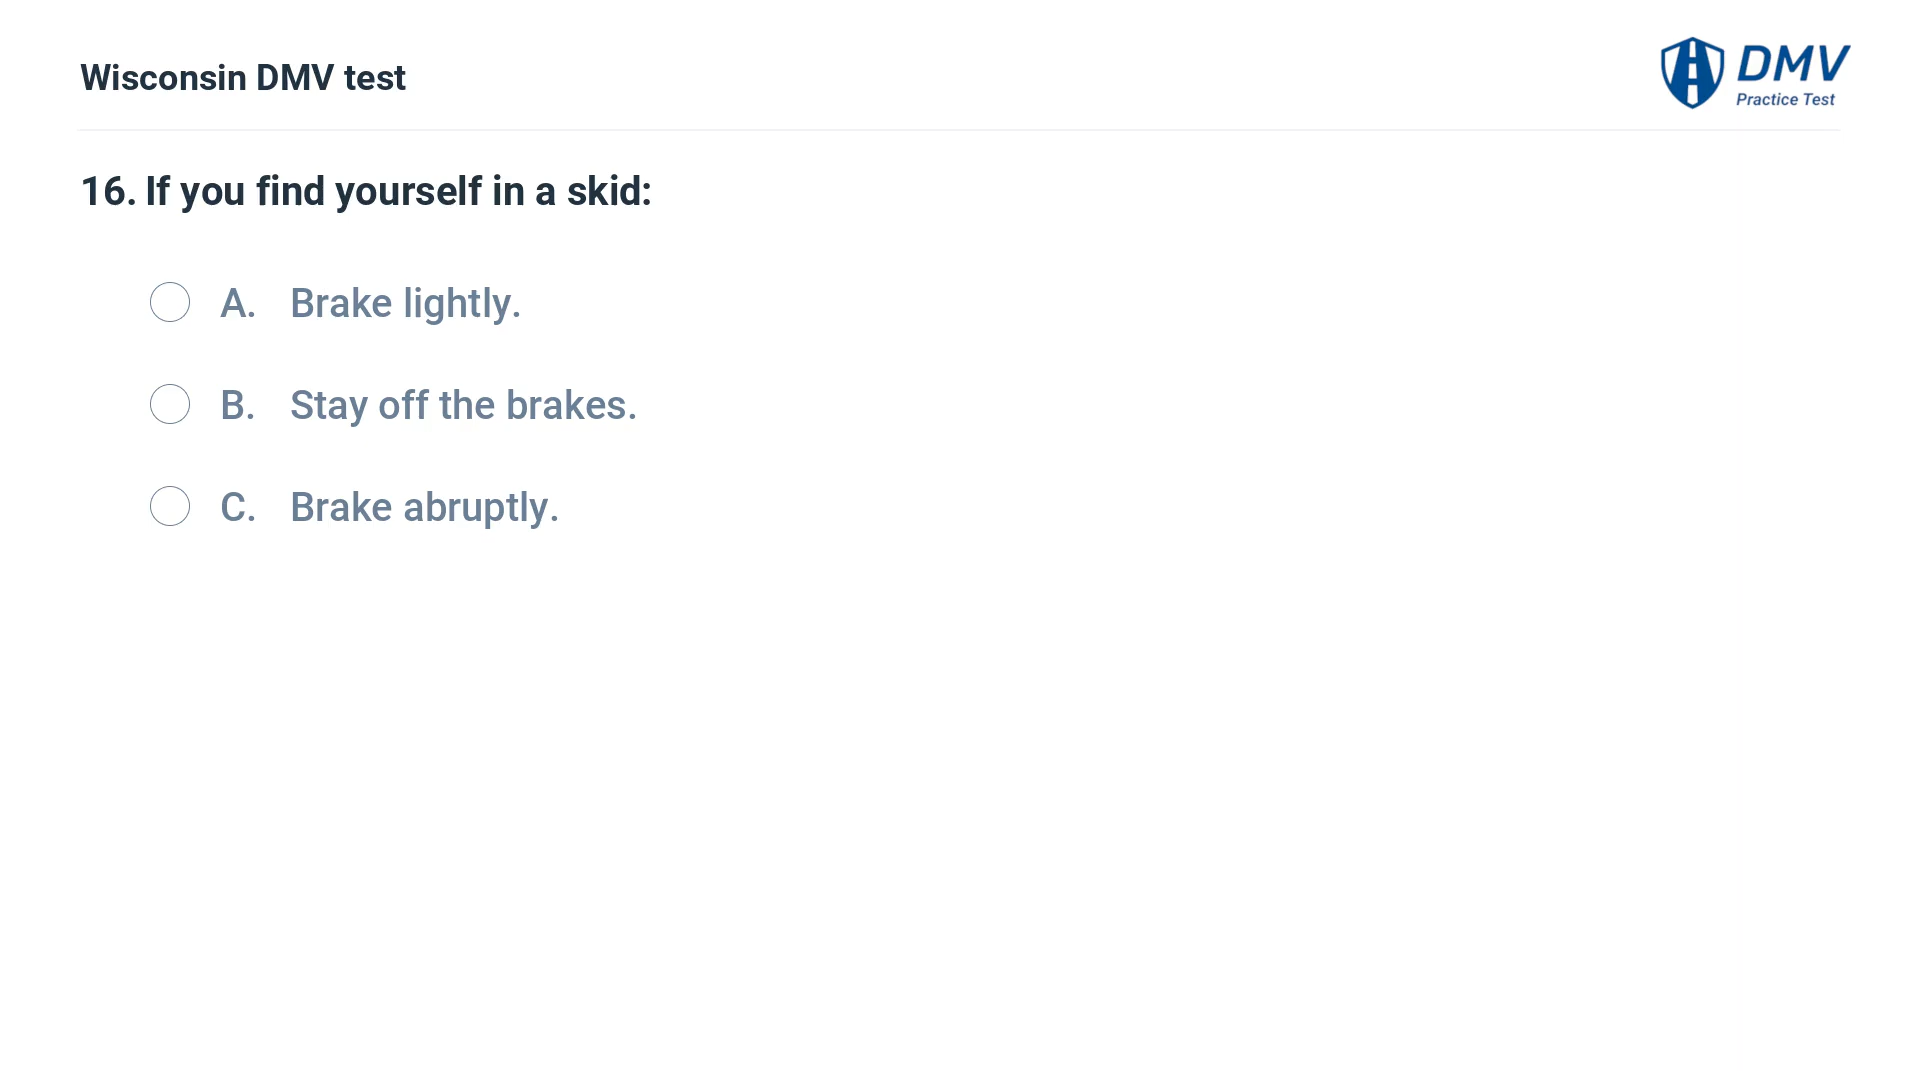 Wisconsin DMV test
DMV
Practice Test
16. If you find yourself in a skid:
A. Brake lightly.
B. Stay off the brakes.
C. Brake abruptly.